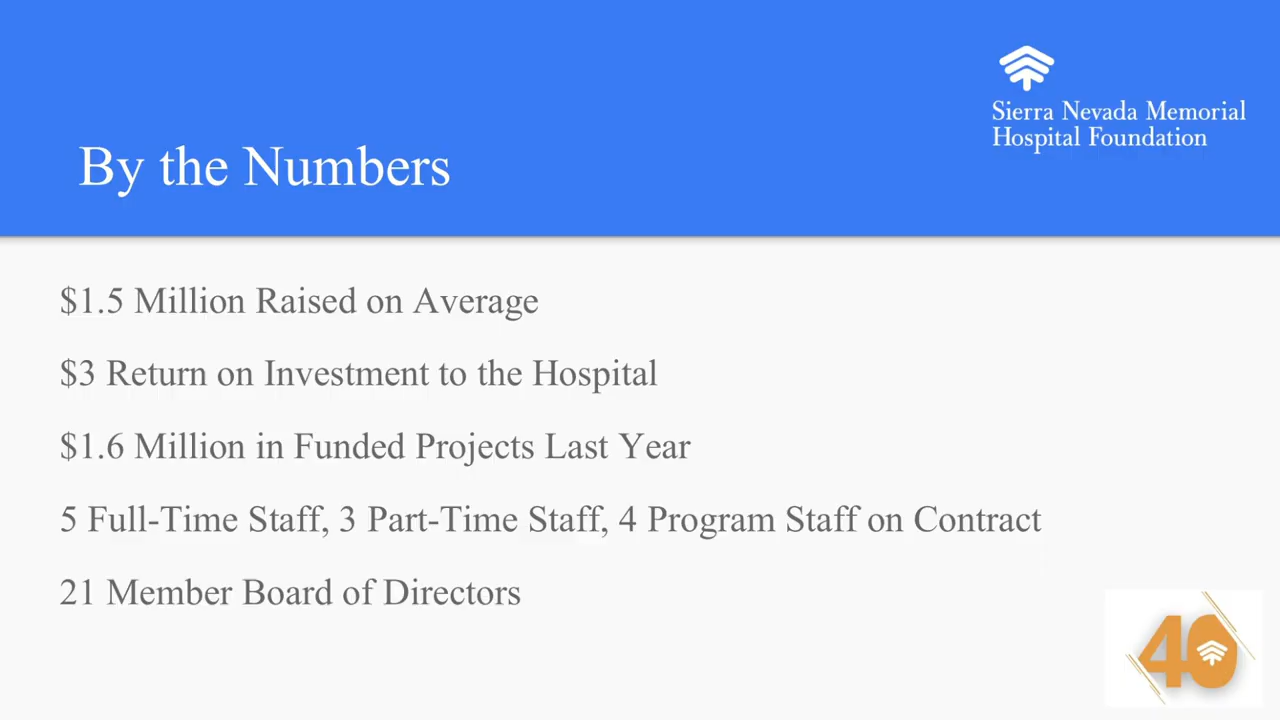 Sierra Nevada Memorial
Hospital Foundation
By the Numbers
$1.5 Million Raised on Average
$3 Return on Investment to the Hospital
$1.6 Million in Funded Projects Last Year
5 Full-Time Staff, 3 Part-Time Staff, 4 Program Staff on Contract
21 Member Board of Directors
40